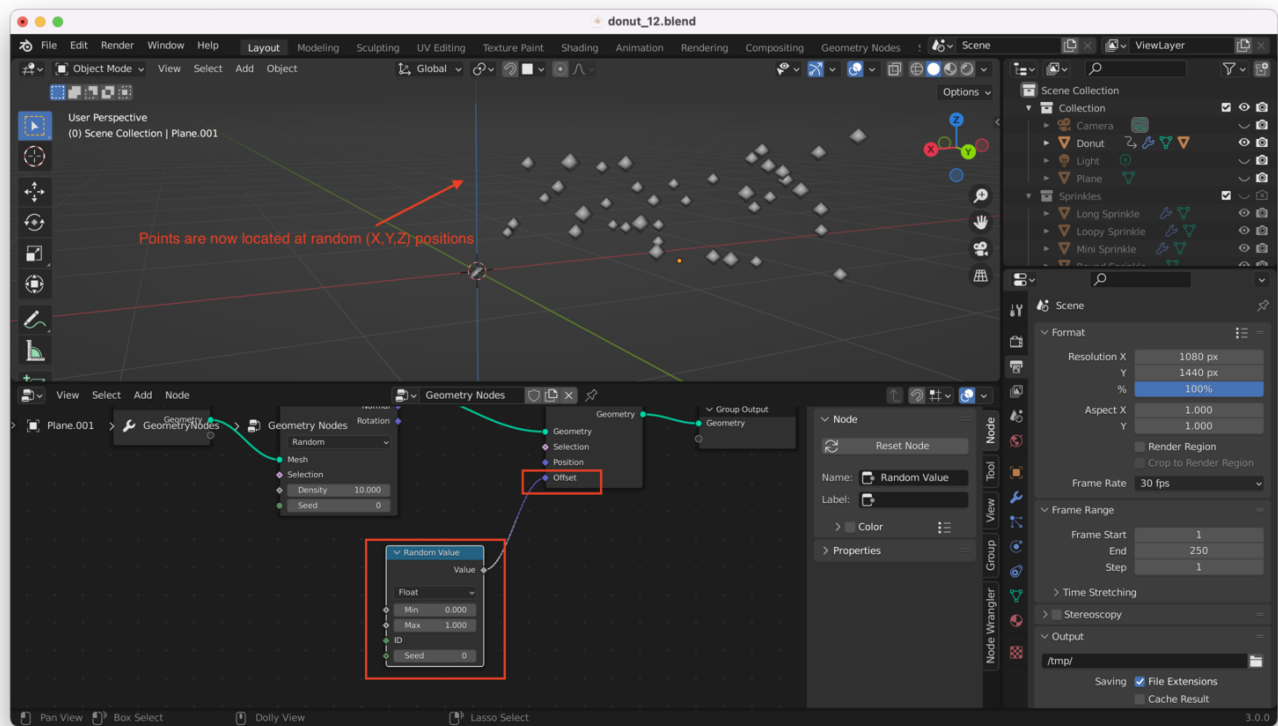 donut_12.blend
File Edit Render Window Help Layout Modeling Sculpting UV Editing Texture Paint Shading Animation Rendering Compositing Geometry Nodes Scene ViewLayer
Object Mode View Select Add Object Global
Options
User Perspective
(0) Scene Collection | Plane.001
Z
X
Y
Points are now located at random (X,Y,Z) positions
Scene Collection
Collection
Camera
Donut
Light
Plane
Sprinkles
Long Sprinkle
Loopy Sprinkle
Mini Sprinkle
Scene
Format
Resolution X 1080 px
Y 1440 px
% 100%
Aspect X 1.000
Y 1.000
Render Region
Crop to Render Region
Frame Rate 30 fps
Frame Range
Frame Start 1
End 250
Step 1
Time Stretching
Stereoscopy
Output
/tmp/
Saving File Extensions
Cache Result
View Select Add Node Geometry Nodes
Plane.001 GeometryNodes Geometry Nodes
Geometry
Normal
Rotation
Random
Mesh
Selection
Density 10.000
Seed 0
Geometry
Geometry
Selection
Position
Offset
Group Output
Geometry
Random Value
Value
Float
Min 0.000
Max 1.000
ID
Seed 0
Node
Reset Node
Name: Random Value
Label:
Color
Properties
Node
Tool
View
Group
Node Wrangler
Pan View Box Select Dolly View Lasso Select 3.0.0